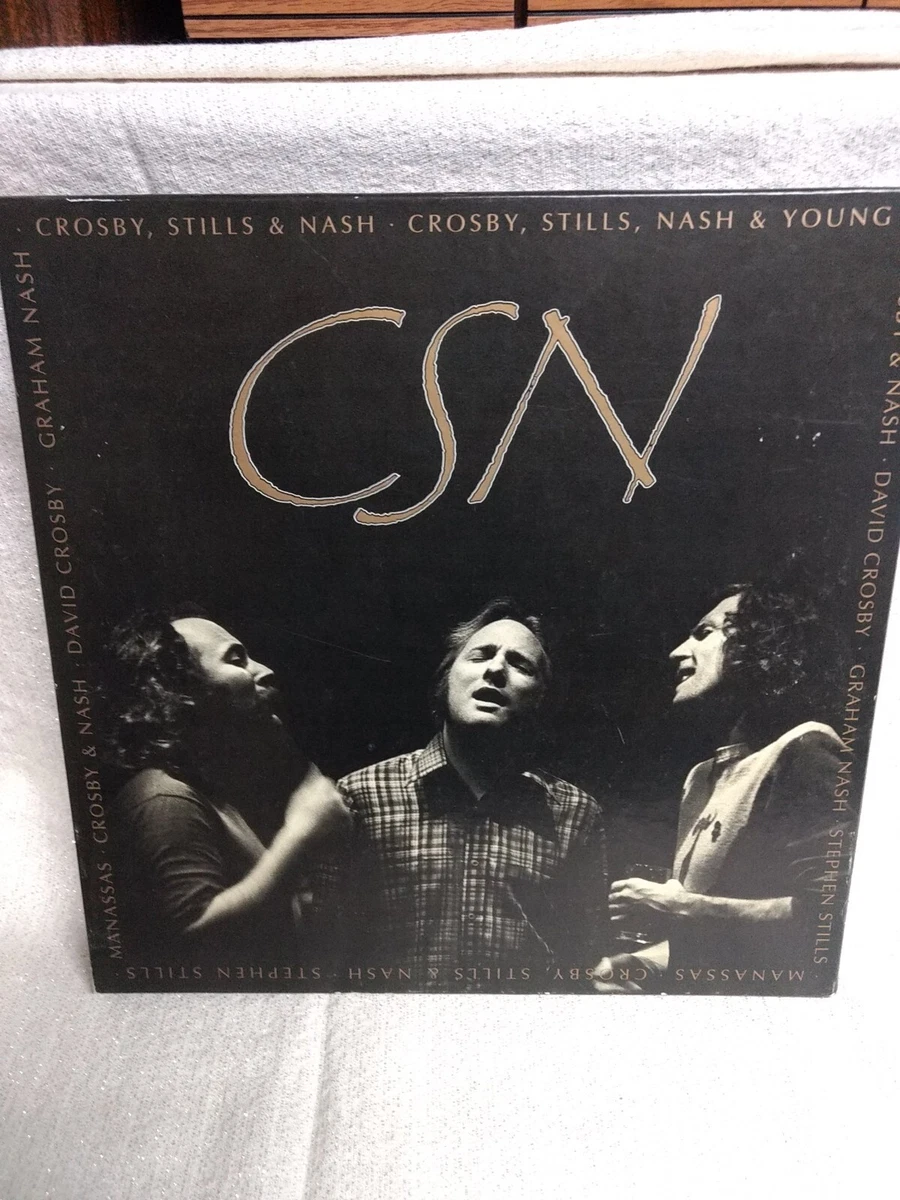 · CROSBY, STILLS & NASH · CROSBY, STILLS, NASH & YOUNG
CSN
MANASSAS · CROSBY & NASH · DAVID CROSBY · GRAHAM NASH
& NASH · DAVID CROSBY · GRAHAM NASH · STEPHEN STILLS
· MANASSAS · CROSBY, STILLS & NASH · STEPHEN STILLS ·